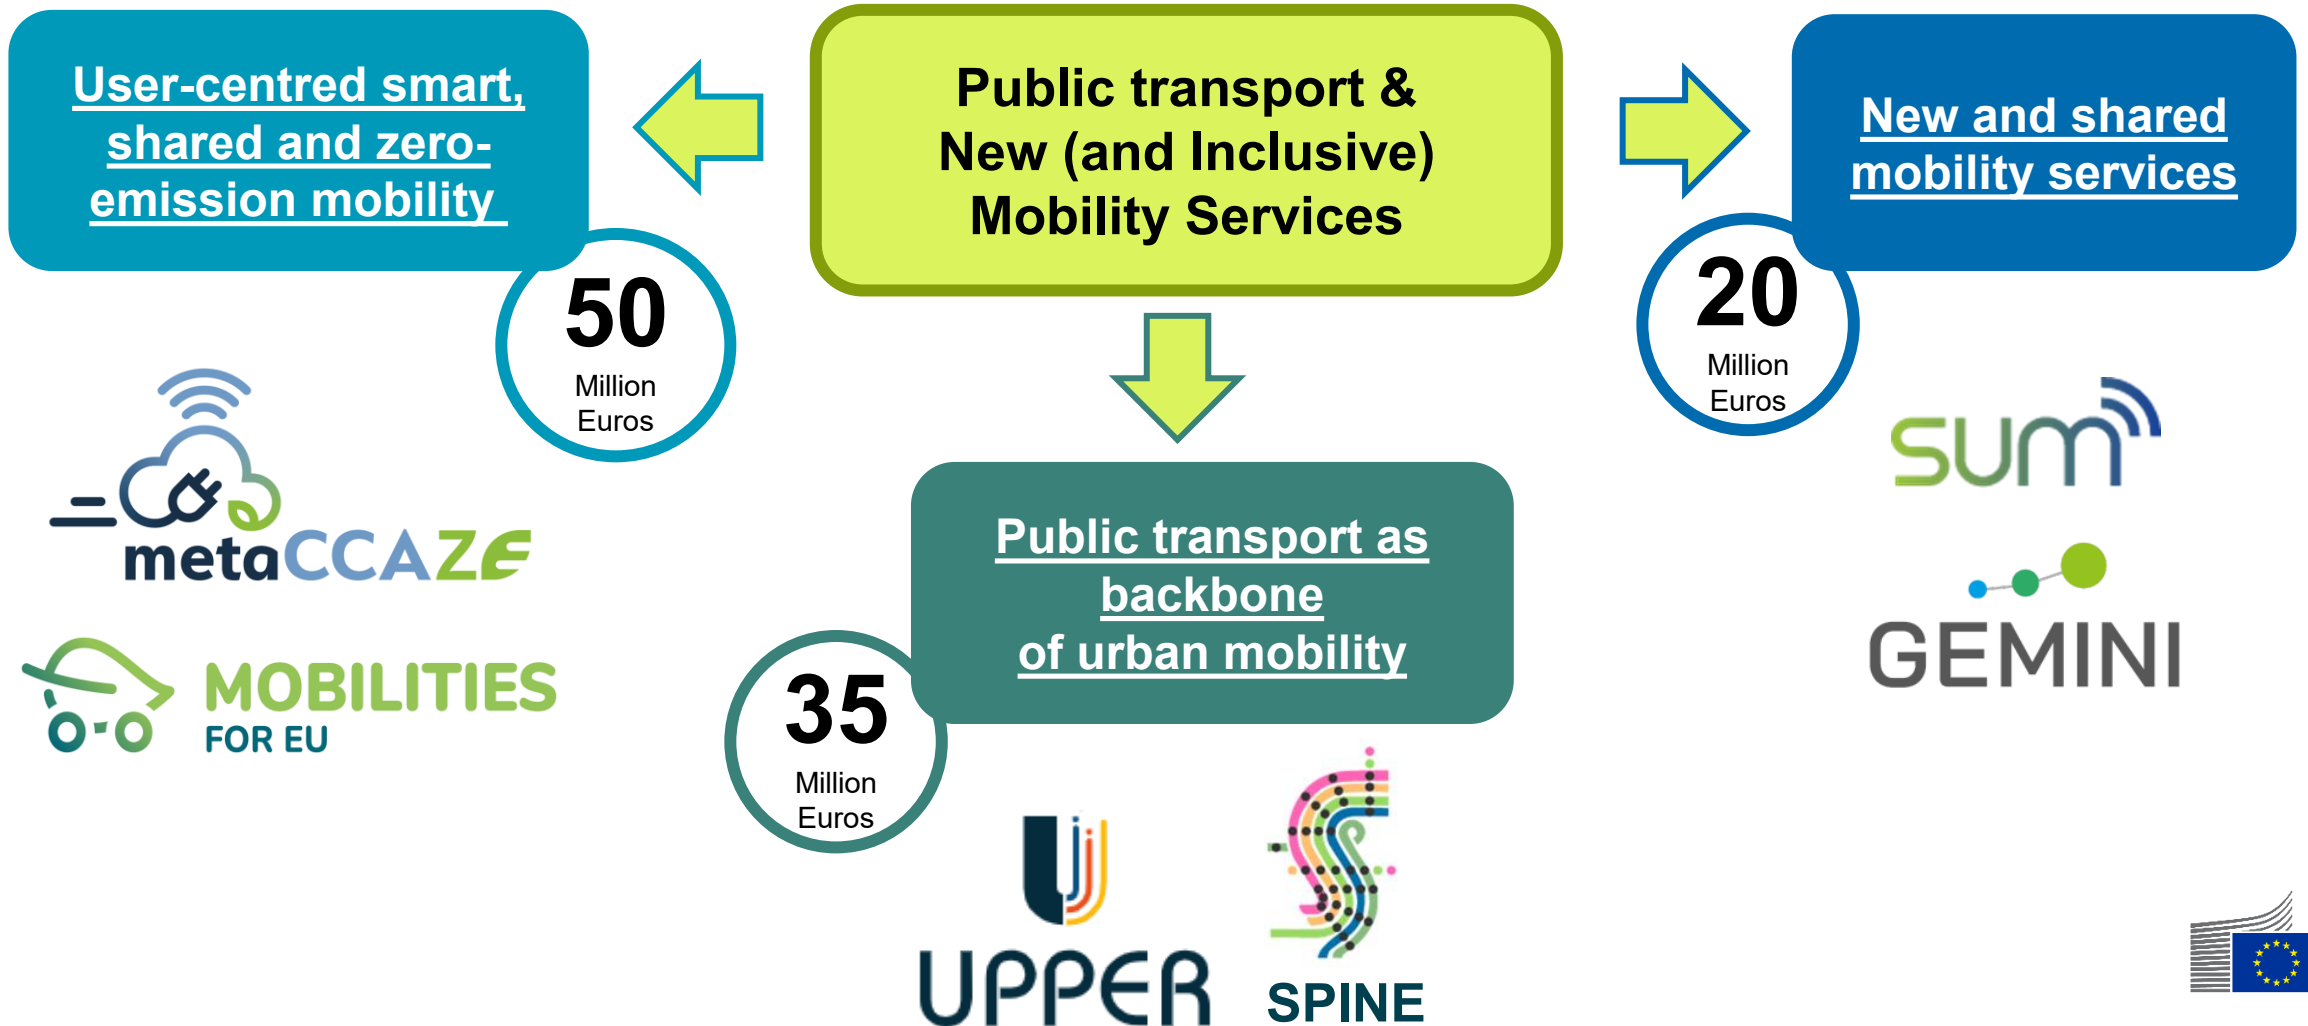 User-centred smart,
shared and zero-
emission mobility
50
Million
Euros
metaCCAZE
MOBILITIES
FOR EU
Public transport &
New (and Inclusive)
Mobility Services
Public transport as
backbone
of urban mobility
35
Million
Euros
UPPER
SPINE
New and shared
mobility services
20
Million
Euros
sum
GEMINI